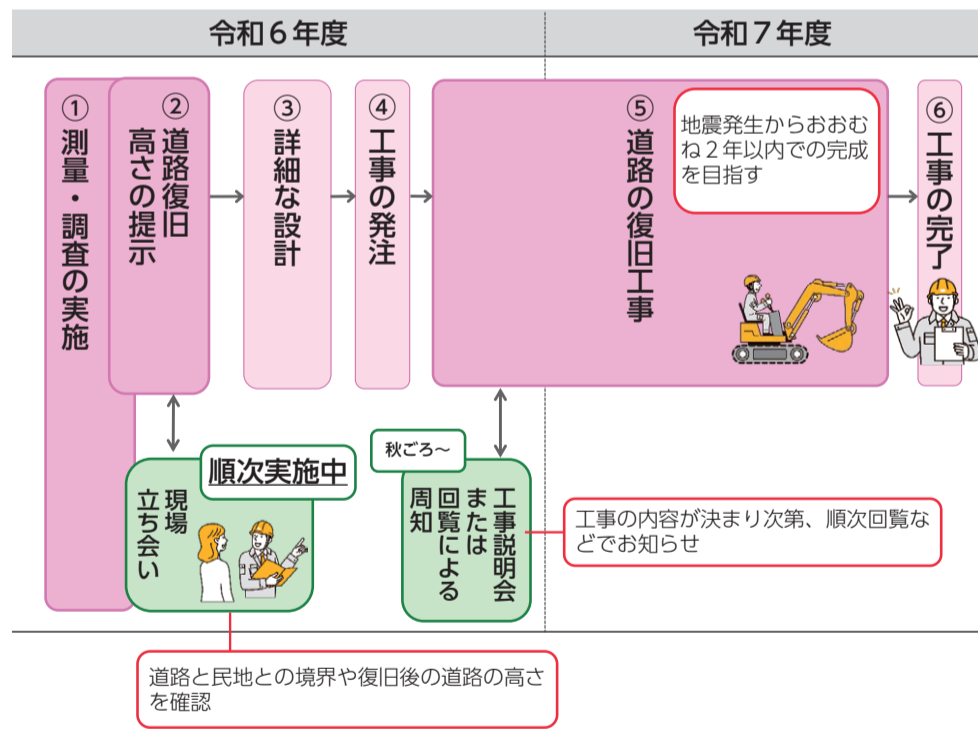 令和６年度
令和７年度
① 測量・調査の実施
② 道路復旧
高さの提示
③ 詳細な設計
④ 工事の発注
⑤ 道路の復旧工事
地震発生からおおむ
ね２年以内での完成
を目指す
⑥ 工事の完了
順次実施中
現場
立ち会い
秋ごろ～
工事説明会
または
回覧による
周知
工事の内容が決まり次第、順次回覧な
どでお知らせ
道路と民地との境界や復旧後の道路の高さ
を確認